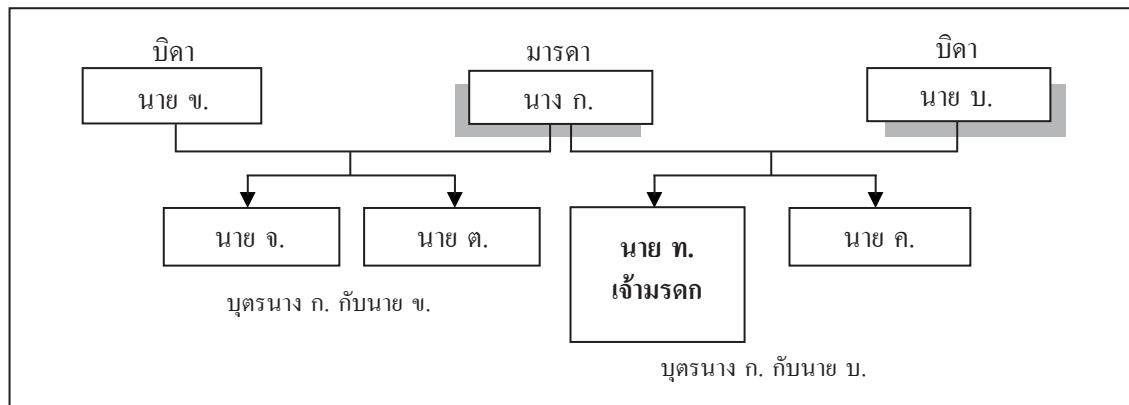 บิดา มารดา บิดา
นาย ข. นาง ก. นาย บ.
นาย จ. นาย ต. นาย ท. นาย ค.
เจ้ามรดก
บุตรนาง ก. กับนาย ข.
บุตรนาง ก. กับนาย บ.